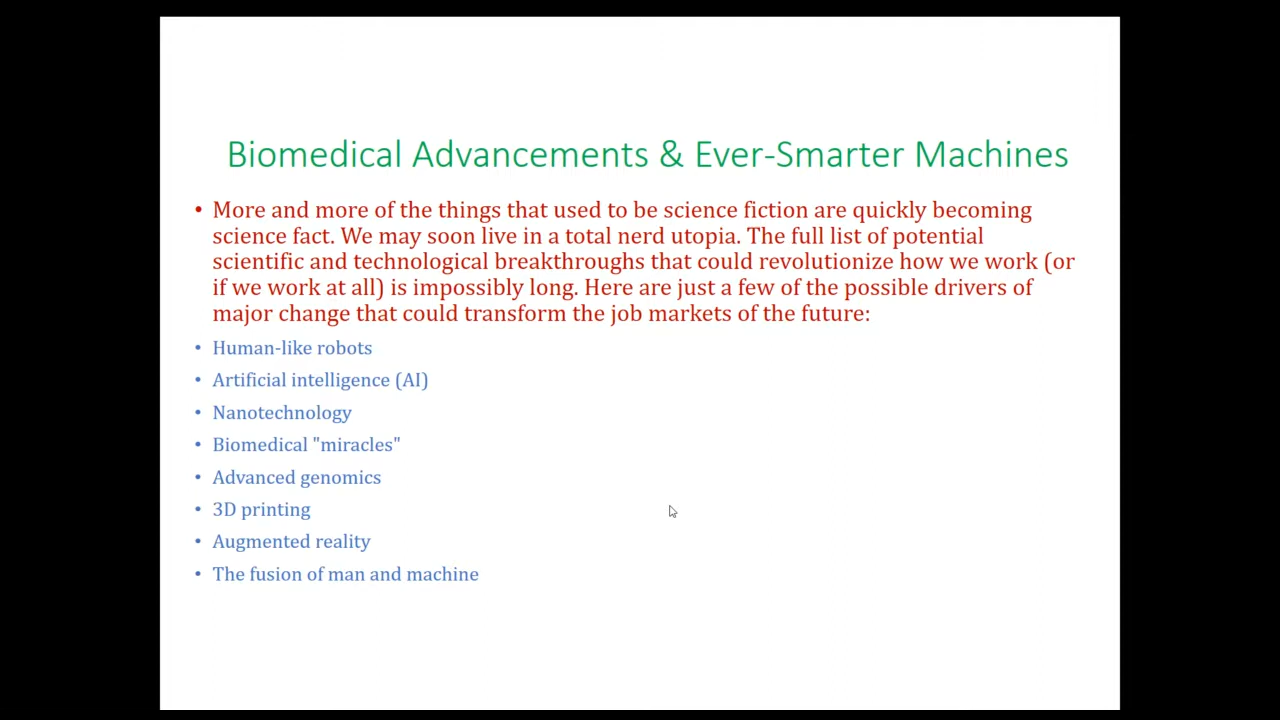 Biomedical Advancements & Ever-Smarter Machines
• More and more of the things that used to be science fiction are quickly becoming
science fact. We may soon live in a total nerd utopia. The full list of potential
scientific and technological breakthroughs that could revolutionize how we work (or
if we work at all) is impossibly long. Here are just a few of the possible drivers of
major change that could transform the job markets of the future:
• Human-like robots
• Artificial intelligence (AI)
• Nanotechnology
• Biomedical "miracles"
• Advanced genomics
• 3D printing
• Augmented reality
• The fusion of man and machine